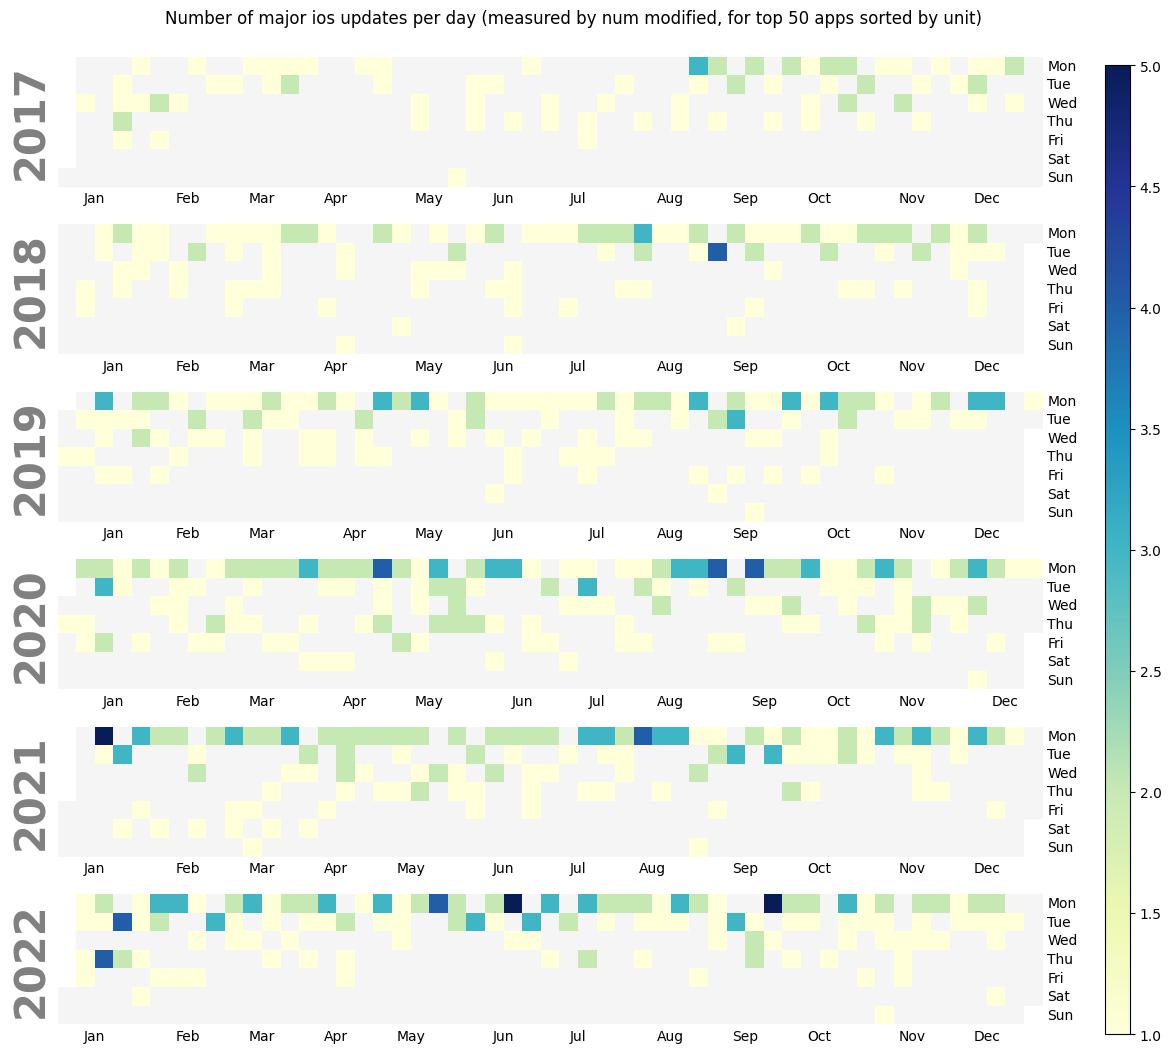 Number of major ios updates per day (measured by num modified, for top 50 apps sorted by unit)
2017
Mon
Tue
Wed
Thu
Fri
Sat
Sun
Jan Feb Mar Apr May Jun Jul Aug Sep Oct Nov Dec
2018
Mon
Tue
Wed
Thu
Fri
Sat
Sun
Jan Feb Mar Apr May Jun Jul Aug Sep Oct Nov Dec
2019
Mon
Tue
Wed
Thu
Fri
Sat
Sun
Jan Feb Mar Apr May Jun Jul Aug Sep Oct Nov Dec
2020
Mon
Tue
Wed
Thu
Fri
Sat
Sun
Jan Feb Mar Apr May Jun Jul Aug Sep Oct Nov Dec
2021
Mon
Tue
Wed
Thu
Fri
Sat
Sun
Jan Feb Mar Apr May Jun Jul Aug Sep Oct Nov Dec
2022
Mon
Tue
Wed
Thu
Fri
Sat
Sun
Jan Feb Mar Apr May Jun Jul Aug Sep Oct Nov Dec
5.0
4.5
4.0
3.5
3.0
2.5
2.0
1.5
1.0